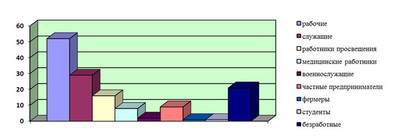 60
50
40
30
20
10
0
рабочие
служащие
работники просвещения
медицинские работники
военнослужащие
частные предприниматели
фермеры
студенты
безработные